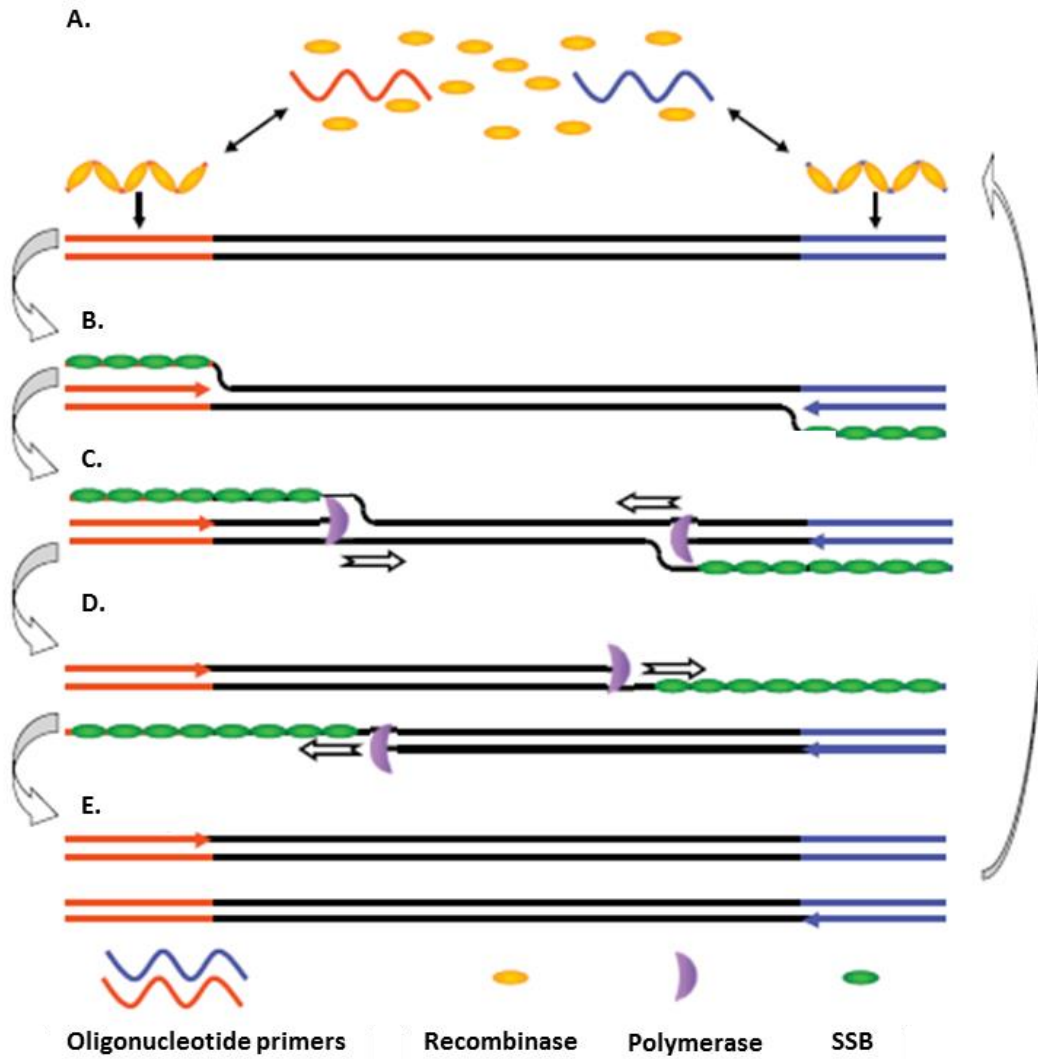 A.
B.
C.
D.
E.
Oligonucleotide primers
Recombinase
Polymerase
SSB